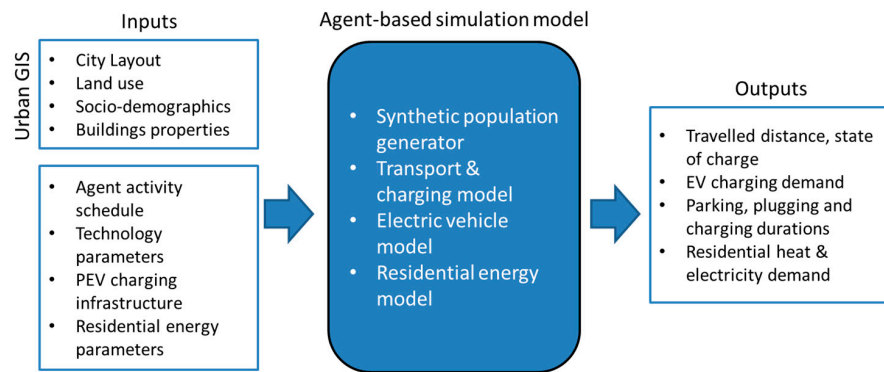 Inputs
Urban GIS
• City Layout
• Land use
• Socio-demographics
• Buildings properties
• Agent activity
schedule
• Technology
parameters
• PEV charging
infrastructure
• Residential energy
parameters
Agent-based simulation model
• Synthetic population
generator
• Transport &
charging model
• Electric vehicle
model
• Residential energy
model
Outputs
• Travelled distance, state
of charge
• EV charging demand
• Parking, plugging and
charging durations
• Residential heat &
electricity demand